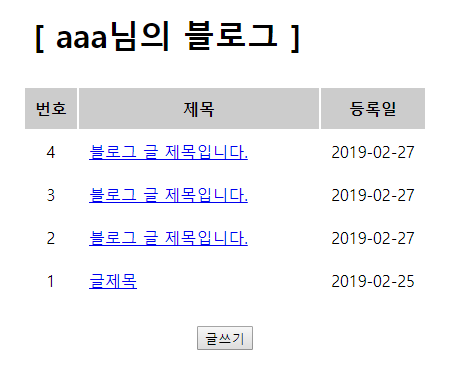 [ aaa님의 블로그 ]
번호 제목 등록일
4 블로그 글 제목입니다. 2019-02-27
3 블로그 글 제목입니다. 2019-02-27
2 블로그 글 제목입니다. 2019-02-27
1 글제목 2019-02-25
글쓰기